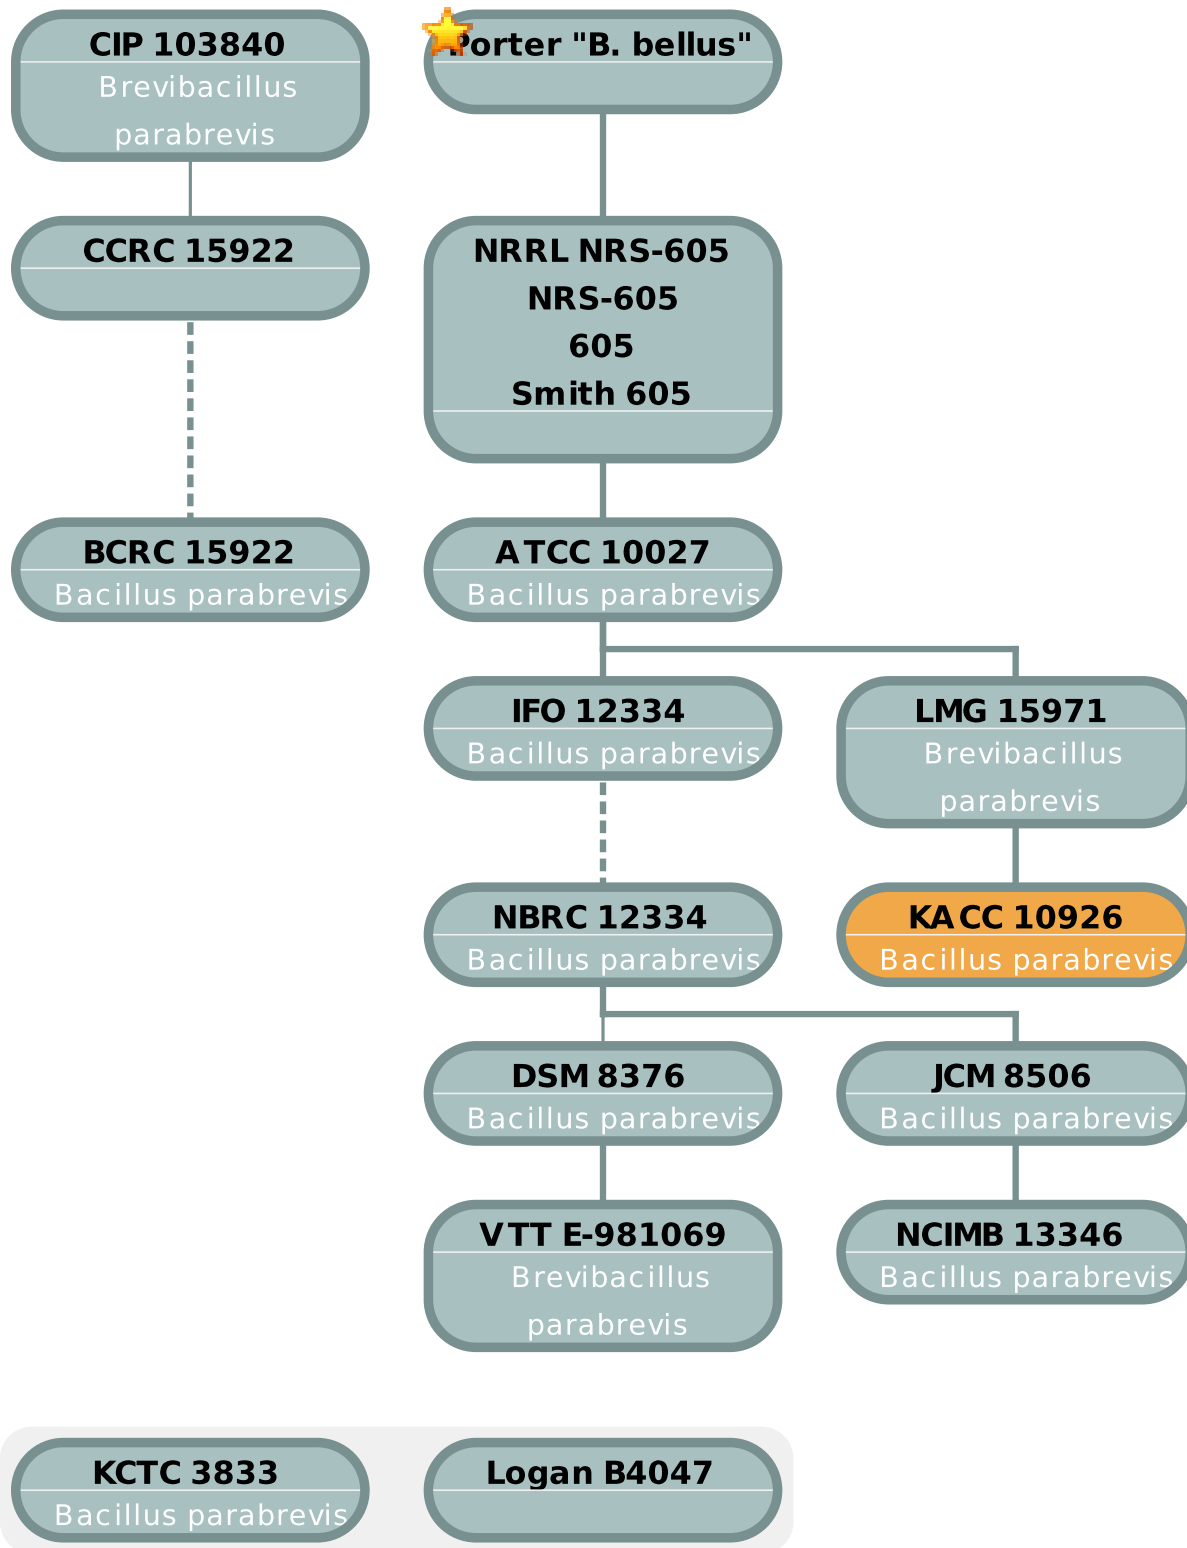 CIP 103840
Brevibacillus
parabrevis
Porter "B. bellus"
CCRC 15922
NRRL NRS-605
NRS-605
605
Smith 605
BCRC 15922
Bacillus parabrevis
ATCC 10027
Bacillus parabrevis
IFO 12334
Bacillus parabrevis
LMG 15971
Brevibacillus
parabrevis
NBRC 12334
Bacillus parabrevis
KACC 10926
Bacillus parabrevis
DSM 8376
Bacillus parabrevis
JCM 8506
Bacillus parabrevis
VTT E-981069
Brevibacillus
parabrevis
NCIMB 13346
Bacillus parabrevis
KCTC 3833
Bacillus parabrevis
Logan B4047